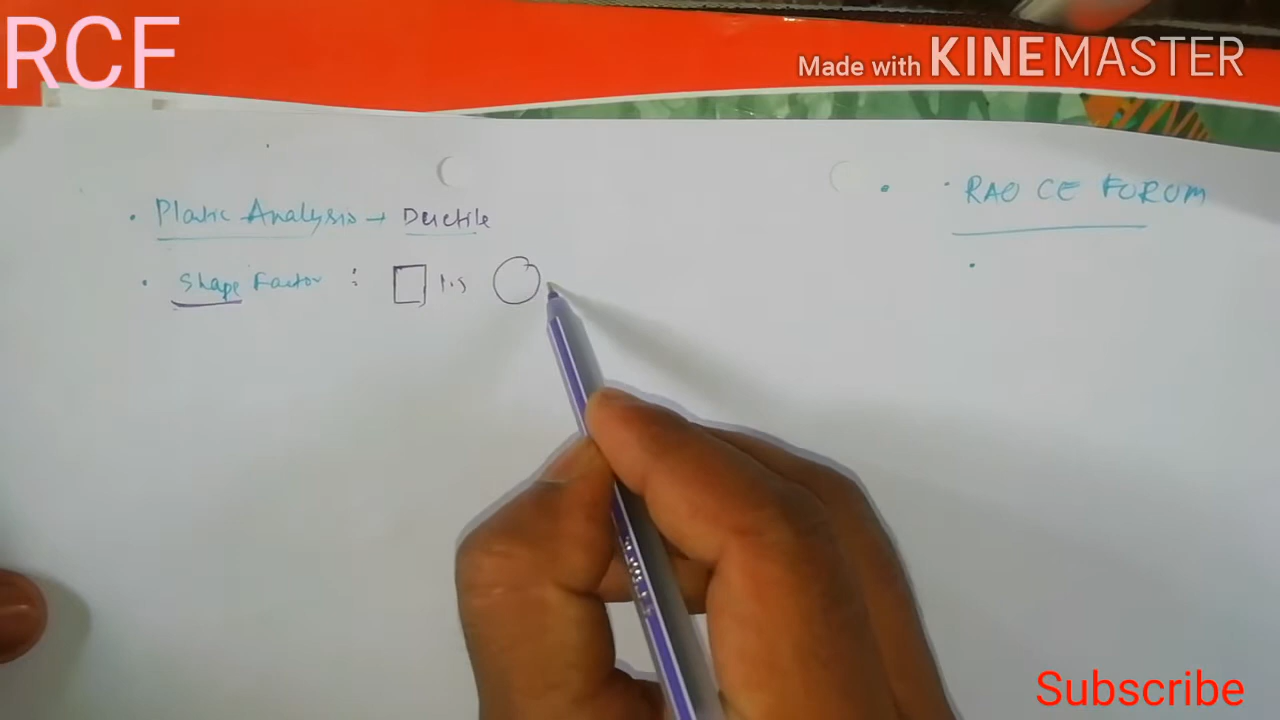 RCF
Made with KINEMASTER
RAO CE FORUM
Plastic Analysis → Ductile
Shape Factor : 1.5
Subscribe